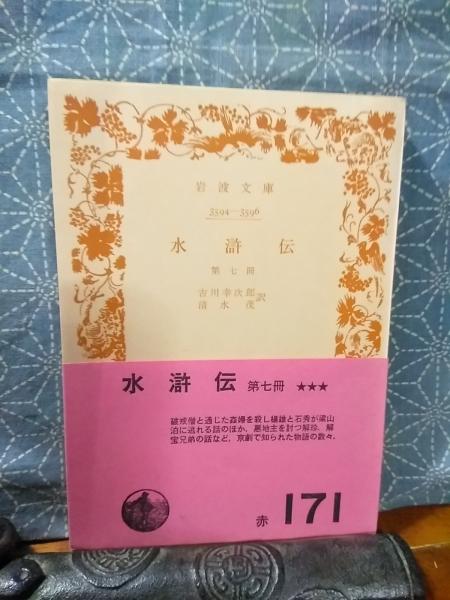 岩波文庫
3594—3596
水滸伝
第七冊
吉川幸次郎
清水茂
訳
水滸伝 第七冊 ★★★
破戒僧と通じた姦婦を殺し楊雄と石秀が梁山
泊に逃れる話のほか、悪地主を討つ解珍、解
宝兄弟の話など、京劇で知られた物語の数々.
赤 171